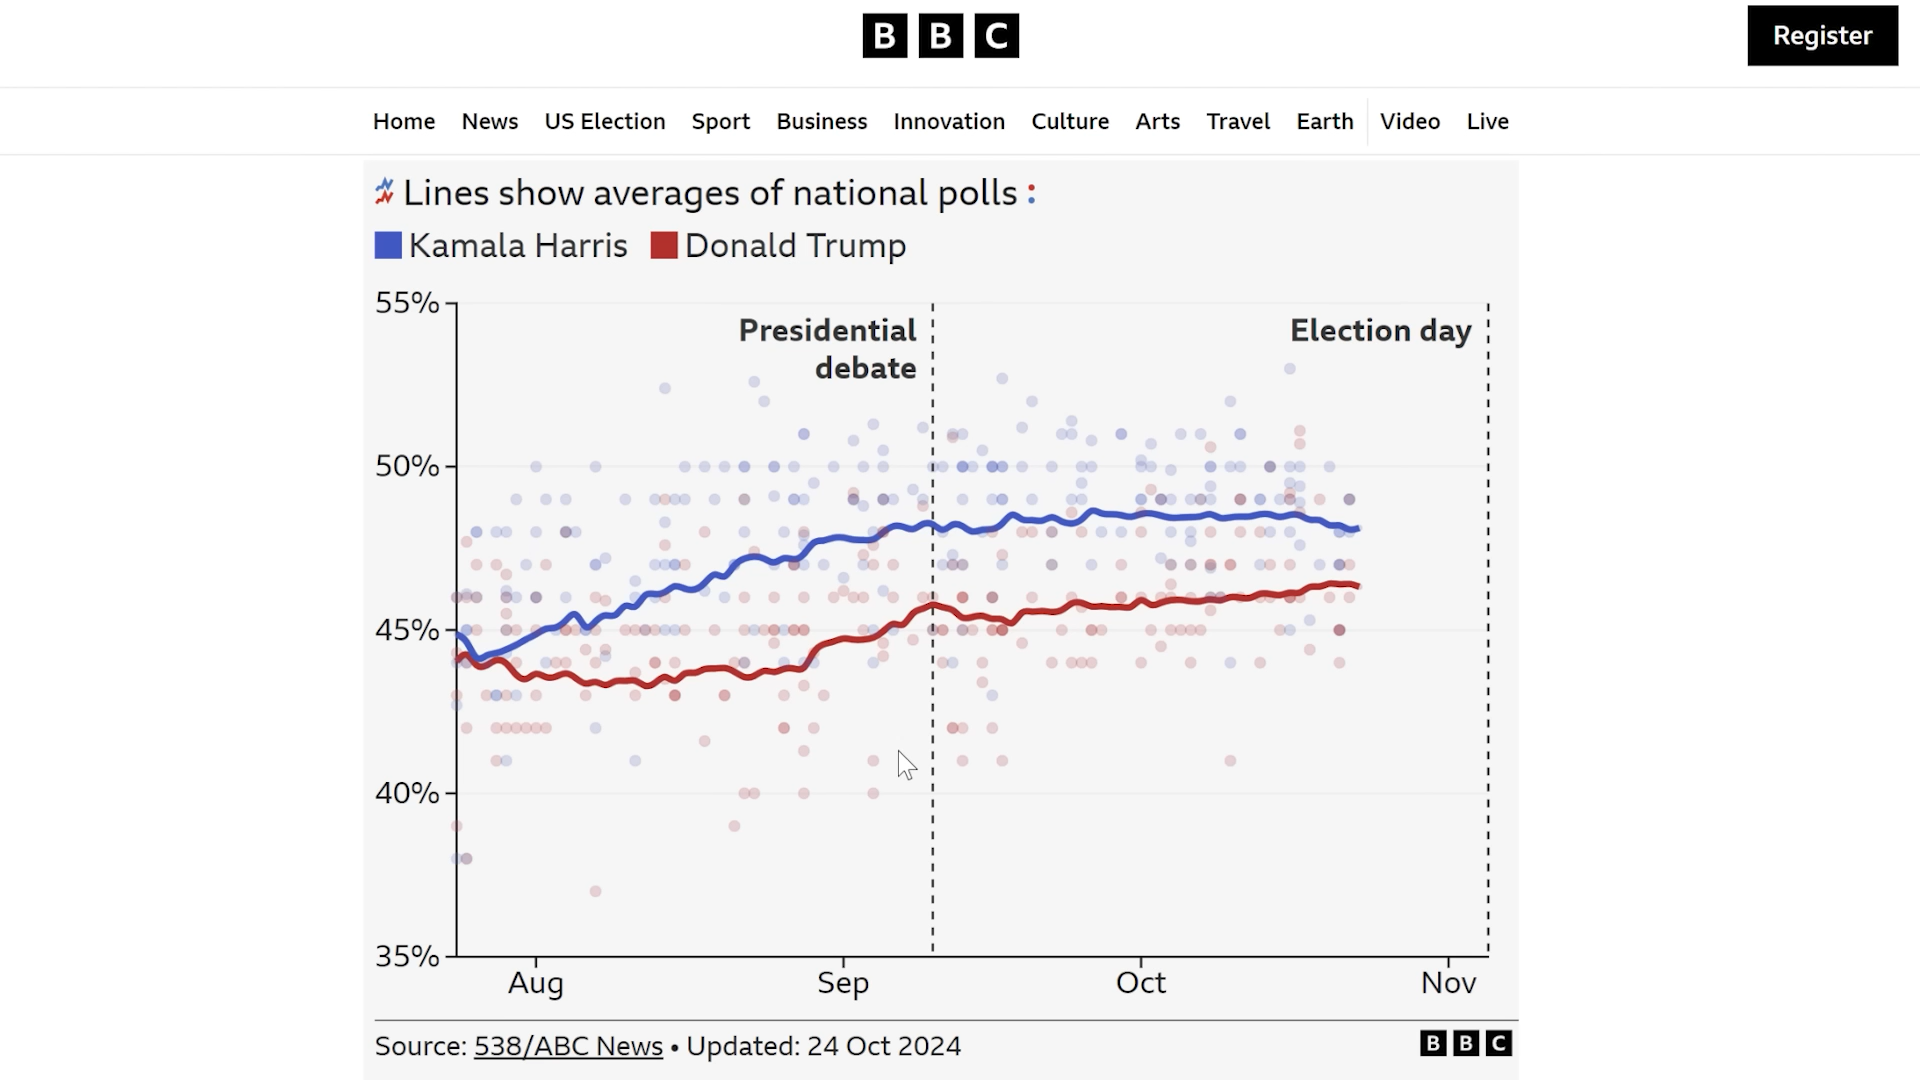 BBC
Register
Home News US Election Sport Business Innovation Culture Arts Travel Earth Video Live
Lines show averages of national polls
Kamala Harris Donald Trump
55%
Presidential
debate
Election day
50%
45%
40%
35%
Aug Sep Oct Nov
Source: 538/ABC News • Updated: 24 Oct 2024
BBC